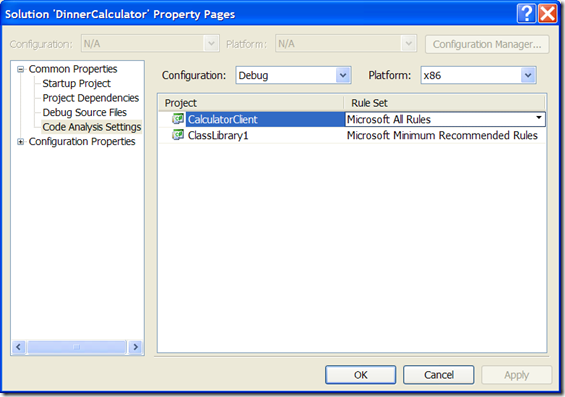 Solution 'DinnerCalculator' Property Pages
Configuration: N/A Platform: N/A Configuration Manager...
Common Properties
Startup Project
Project Dependencies
Debug Source Files
Code Analysis Settings
Configuration Properties
Configuration: Debug Platform: x86
Project Rule Set
CalculatorClient Microsoft All Rules
ClassLibrary1 Microsoft Minimum Recommended Rules
OK Cancel Apply